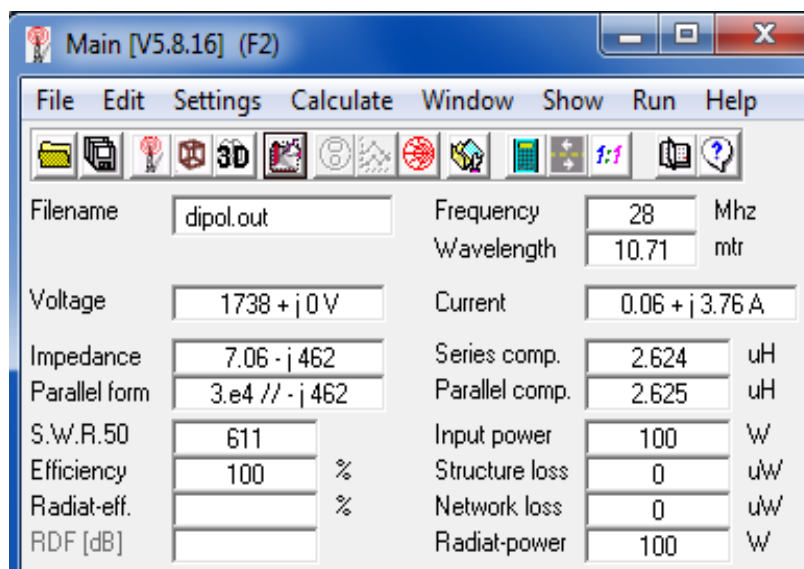 Main [V5.8.16] (F2)
File Edit Settings Calculate Window Show Run Help
3D 1:1
Filename dipol.out Frequency 28 Mhz
Wavelength 10.71 mtr
Voltage 1738 + j 0 V Current 0.06 + j 3.76 A
Impedance 7.06 - j 462 Series comp. 2.624 uH
Parallel form 3.e4 // - j 462 Parallel comp. 2.625 uH
S.W.R.50 611 Input power 100 W
Efficiency 100 % Structure loss 0 uW
Radiat-eff. % Network loss 0 uW
RDF [dB] Radiat-power 100 W